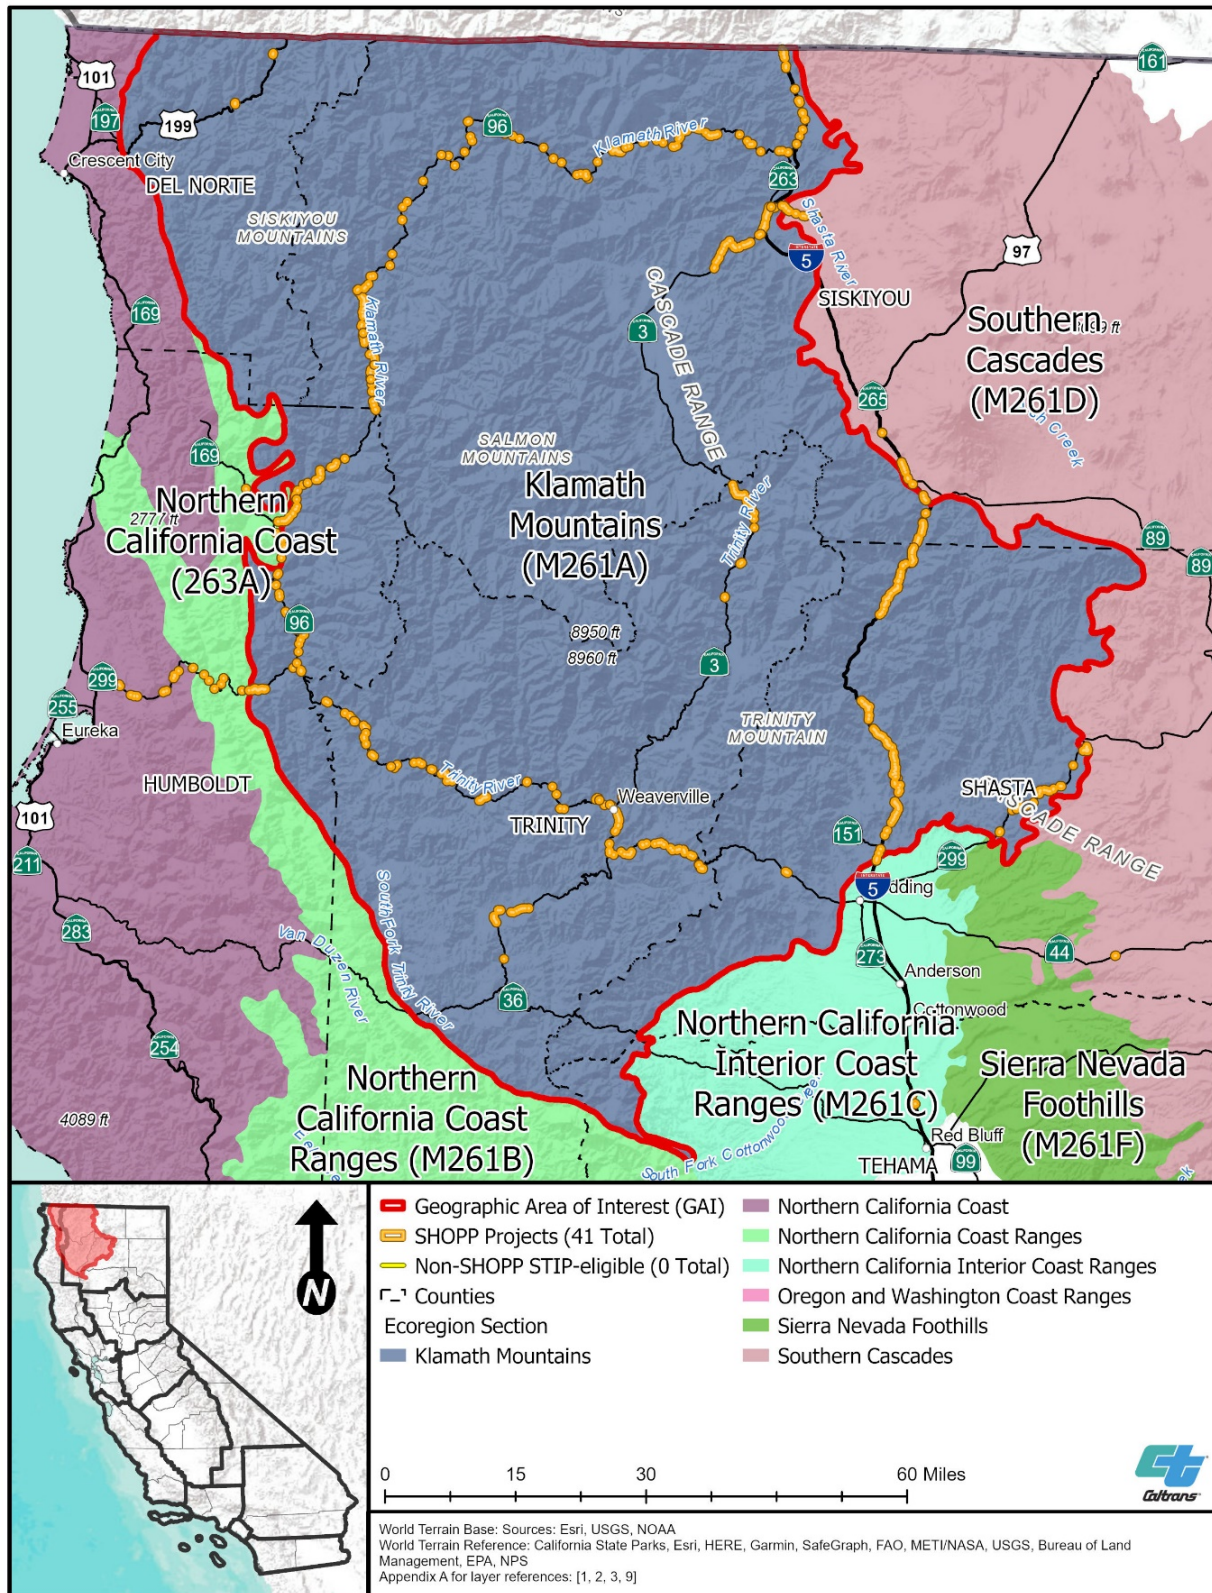 161
101
197
199
96
Klamath River
Crescent City
DEL NORTE
263
SISKIYOU
MOUNTAINS
Shasta River
5
97
SISKIYOU
CASCADE RANGE
Southern
Cascades
(M261D)
169
Klamath River
3
265
Creek
SALMON
MOUNTAINS
169
Northern
California Coast
(263A)
2777 ft
Klamath
Mountains
(M261A)
Trinity River
89
89
96
8950 ft
8960 ft
3
299
255
Eureka
TRINITY
MOUNTAIN
HUMBOLDT
Trinity River
Weaverville
TRINITY
SHASTA
CASCADE RANGE
101
151
299
211
5
dding
283
Van Duzen River
South Fork Trinity River
273
44
Anderson
36
Cottonwood
254
Northern California
Interior Coast
Ranges (M261C)
Northern
California Coast
Ranges (M261B)
Sierra Nevada
Foothills
(M261F)
4089 ft
South Fork Cottonwood
Red Bluff
TEHAMA
99
N
Geographic Area of Interest (GAI)
SHOPP Projects (41 Total)
Non-SHOPP STIP-eligible (0 Total)
Counties
Ecoregion Section
Klamath Mountains
Northern California Coast
Northern California Coast Ranges
Northern California Interior Coast Ranges
Oregon and Washington Coast Ranges
Sierra Nevada Foothills
Southern Cascades
0 15 30 60 Miles
Caltrans
World Terrain Base: Sources: Esri, USGS, NOAA
World Terrain Reference: California State Parks, Esri, HERE, Garmin, SafeGraph, FAO, METI/NASA, USGS, Bureau of Land
Management, EPA, NPS
Appendix A for layer references: [1, 2, 3, 9]